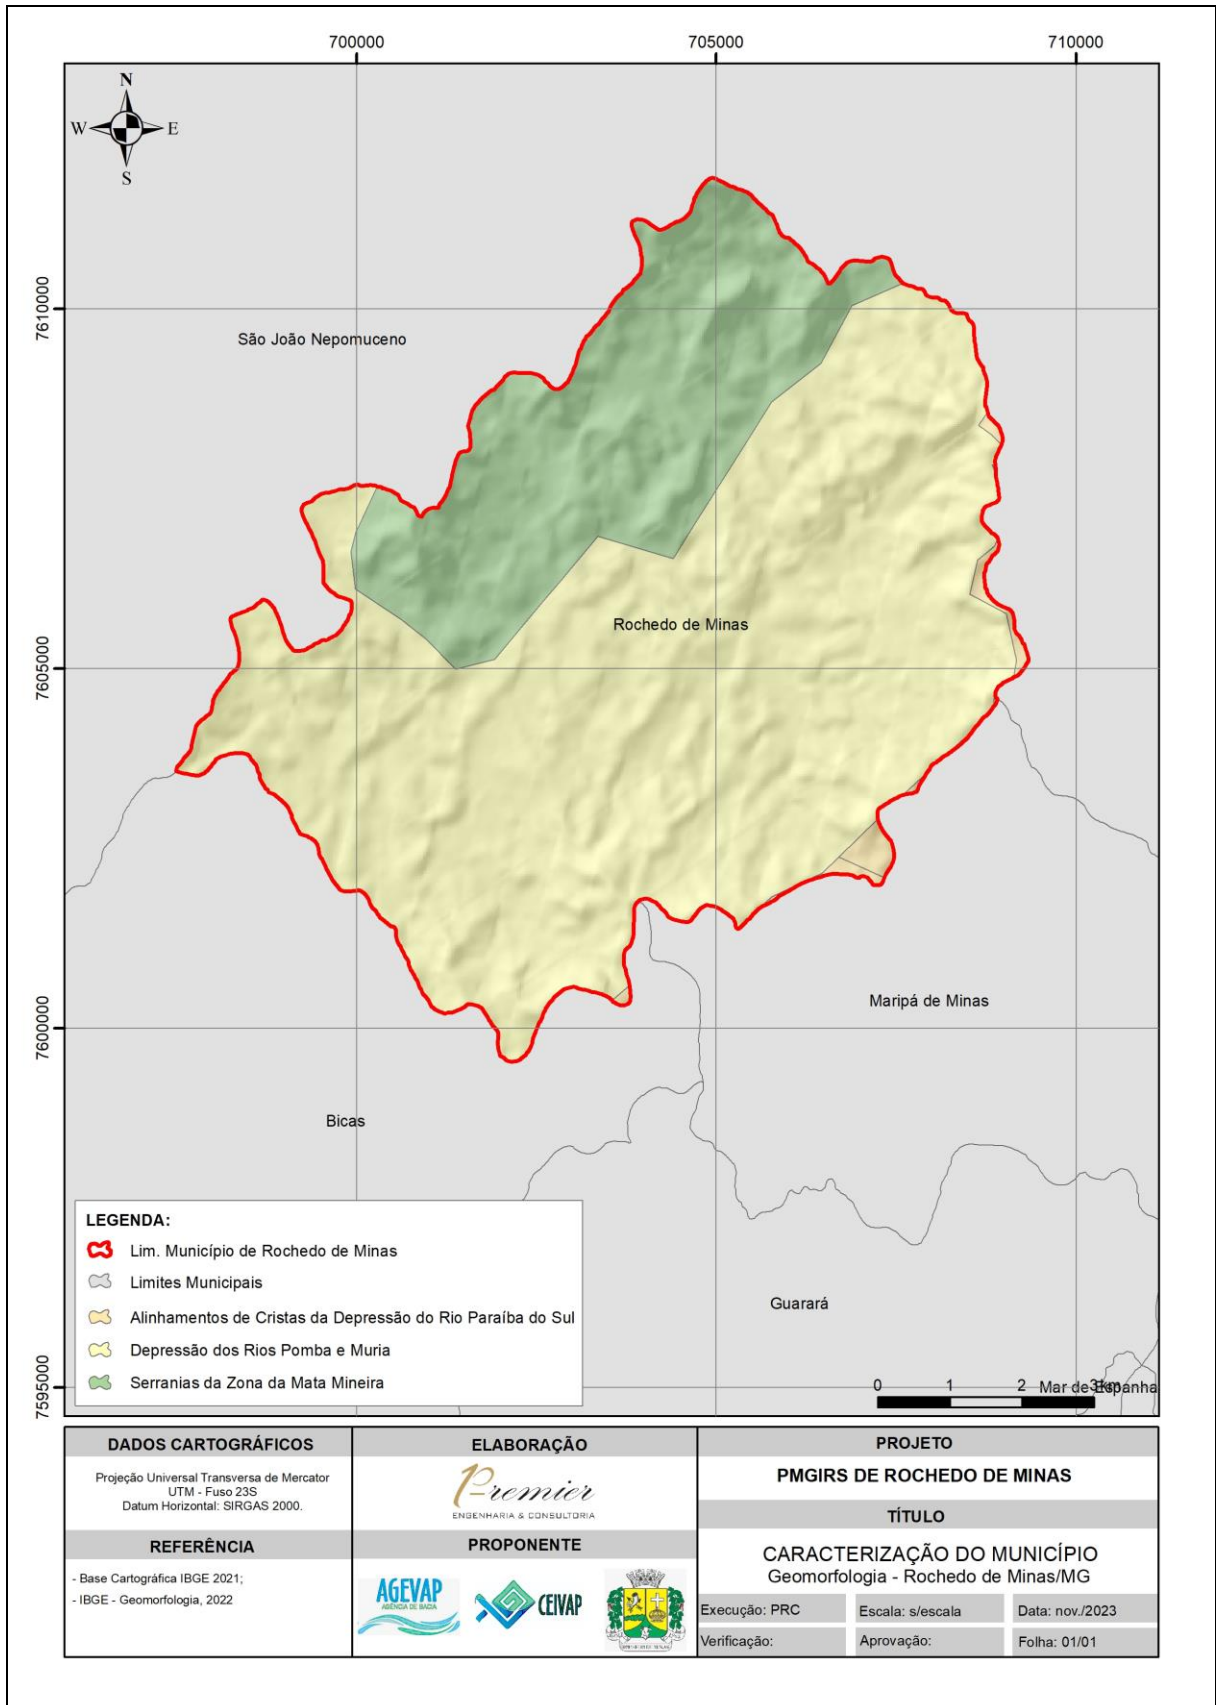 700000
705000
710000
N
W
E
S
7610000
São João Nepomuceno
Rochedo de Minas
7605000
Maripá de Minas
7600000
Bicas
Guarará
7595000
LEGENDA:
Lim. Município de Rochedo de Minas
Limites Municipais
Alinhamentos de Cristas da Depressão do Rio Paraíba do Sul
Depressão dos Rios Pomba e Muria
Serranias da Zona da Mata Mineira
0 1 2 3km
Mar de Espanha
DADOS CARTOGRÁFICOS
Projeção Universal Transversa de Mercator
UTM - Fuso 23S
Datum Horizontal: SIRGAS 2000.
REFERÊNCIA
- Base Cartográfica IBGE 2021;
- IBGE - Geomorfologia, 2022
ELABORAÇÃO
Premier
ENGENHARIA & CONSULTORIA
PROPONENTE
AGEVAP
AGÊNCIA DE BACIA
CEIVAP
PROJETO
PMGIRS DE ROCHEDO DE MINAS
TÍTULO
CARACTERIZAÇÃO DO MUNICÍPIO
Geomorfologia - Rochedo de Minas/MG
Execução: PRC
Escala: s/escala
Data: nov./2023
Verificação:
Aprovação:
Folha: 01/01